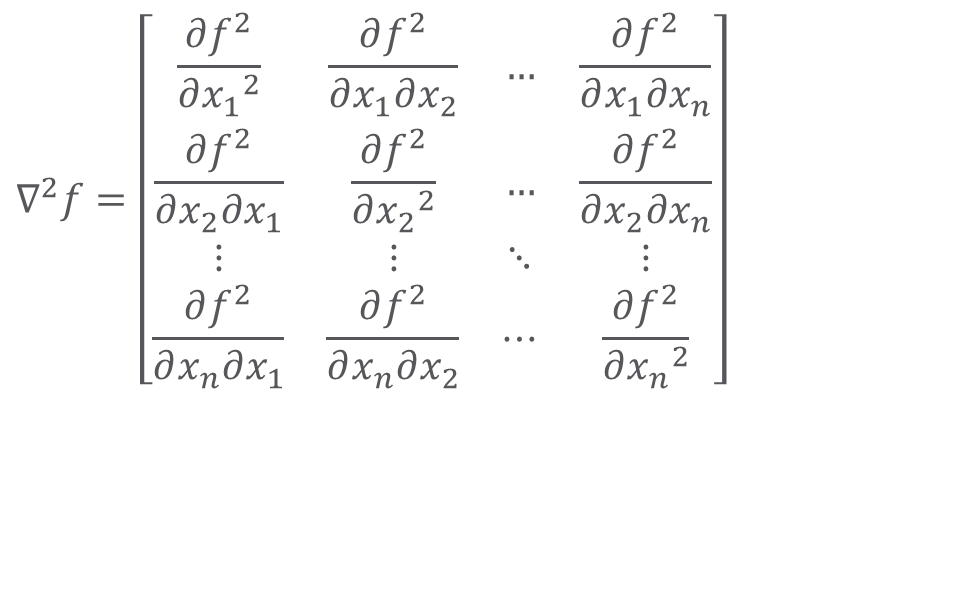 ∇²f = [ ∂f²/∂x₁² ∂f²/∂x₁∂x₂ ⋯ ∂f²/∂x₁∂xₙ
∂f²/∂x₂∂x₁ ∂f²/∂x₂² ⋯ ∂f²/∂x₂∂xₙ
⋮ ⋮ ⋱ ⋮
∂f²/∂xₙ∂x₁ ∂f²/∂xₙ∂x₂ ⋯ ∂f²/∂xₙ² ]